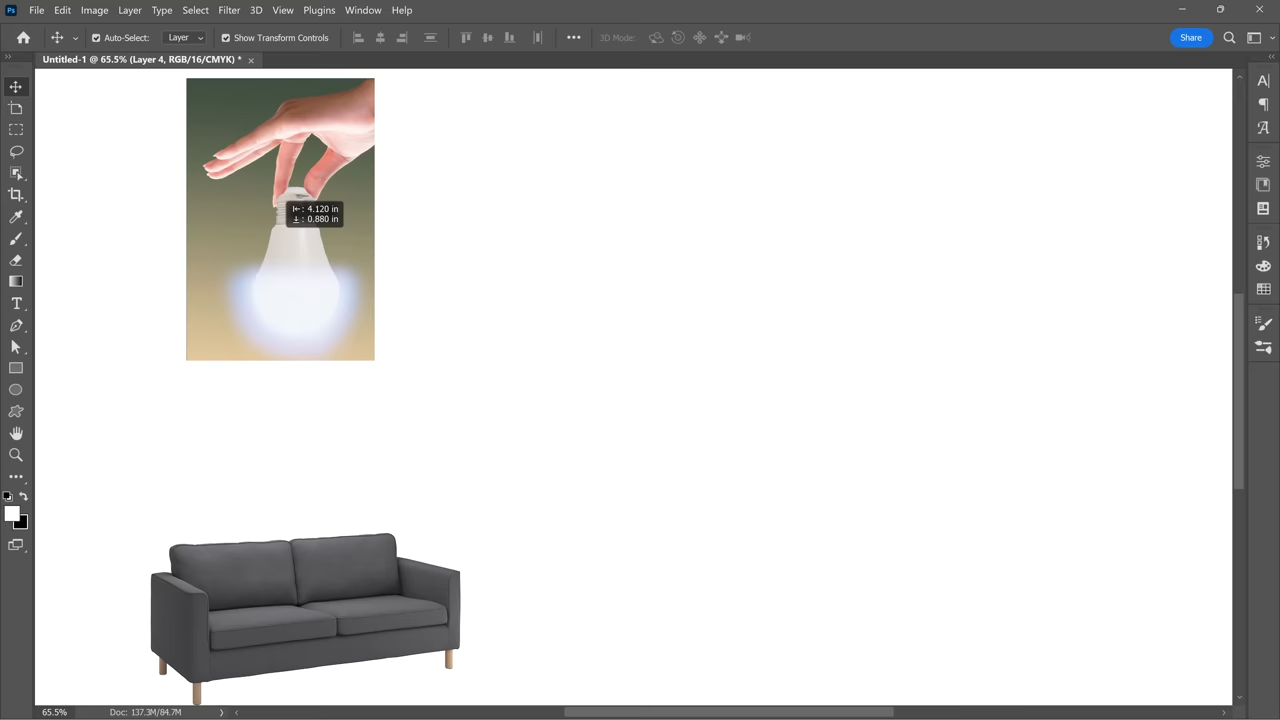 Ps File Edit Image Layer Type Select Filter 3D View Plugins Window Help
Auto-Select: Layer Show Transform Controls 3D Mode: Share
Untitled-1 @ 65.5% (Layer 4, RGB/16/CMYK) *
: 4.120 in
: 0.880 in
65.5% Doc: 137.3M/84.7M